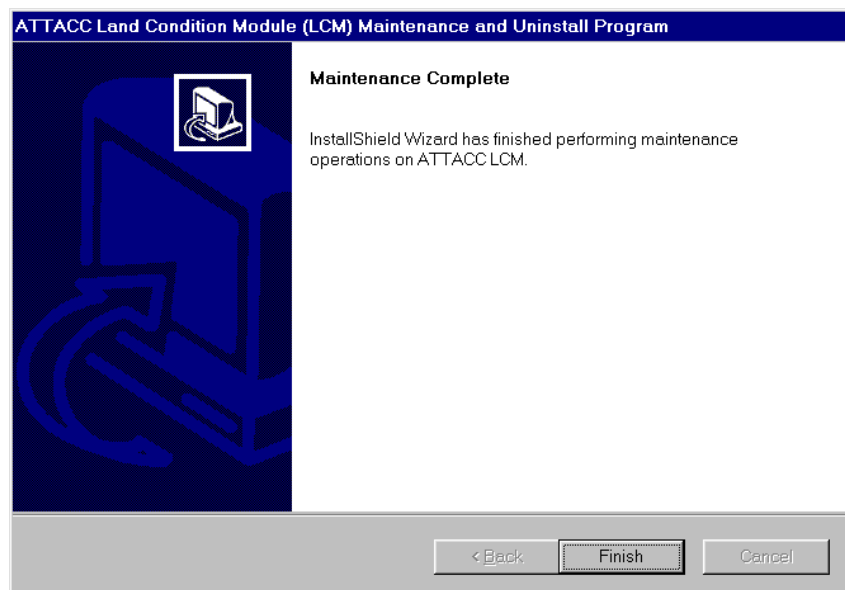 ATTACC Land Condition Module (LCM) Maintenance and Uninstall Program
Maintenance Complete
InstallShield Wizard has finished performing maintenance
operations on ATTACC LCM.
< Back Finish Cancel